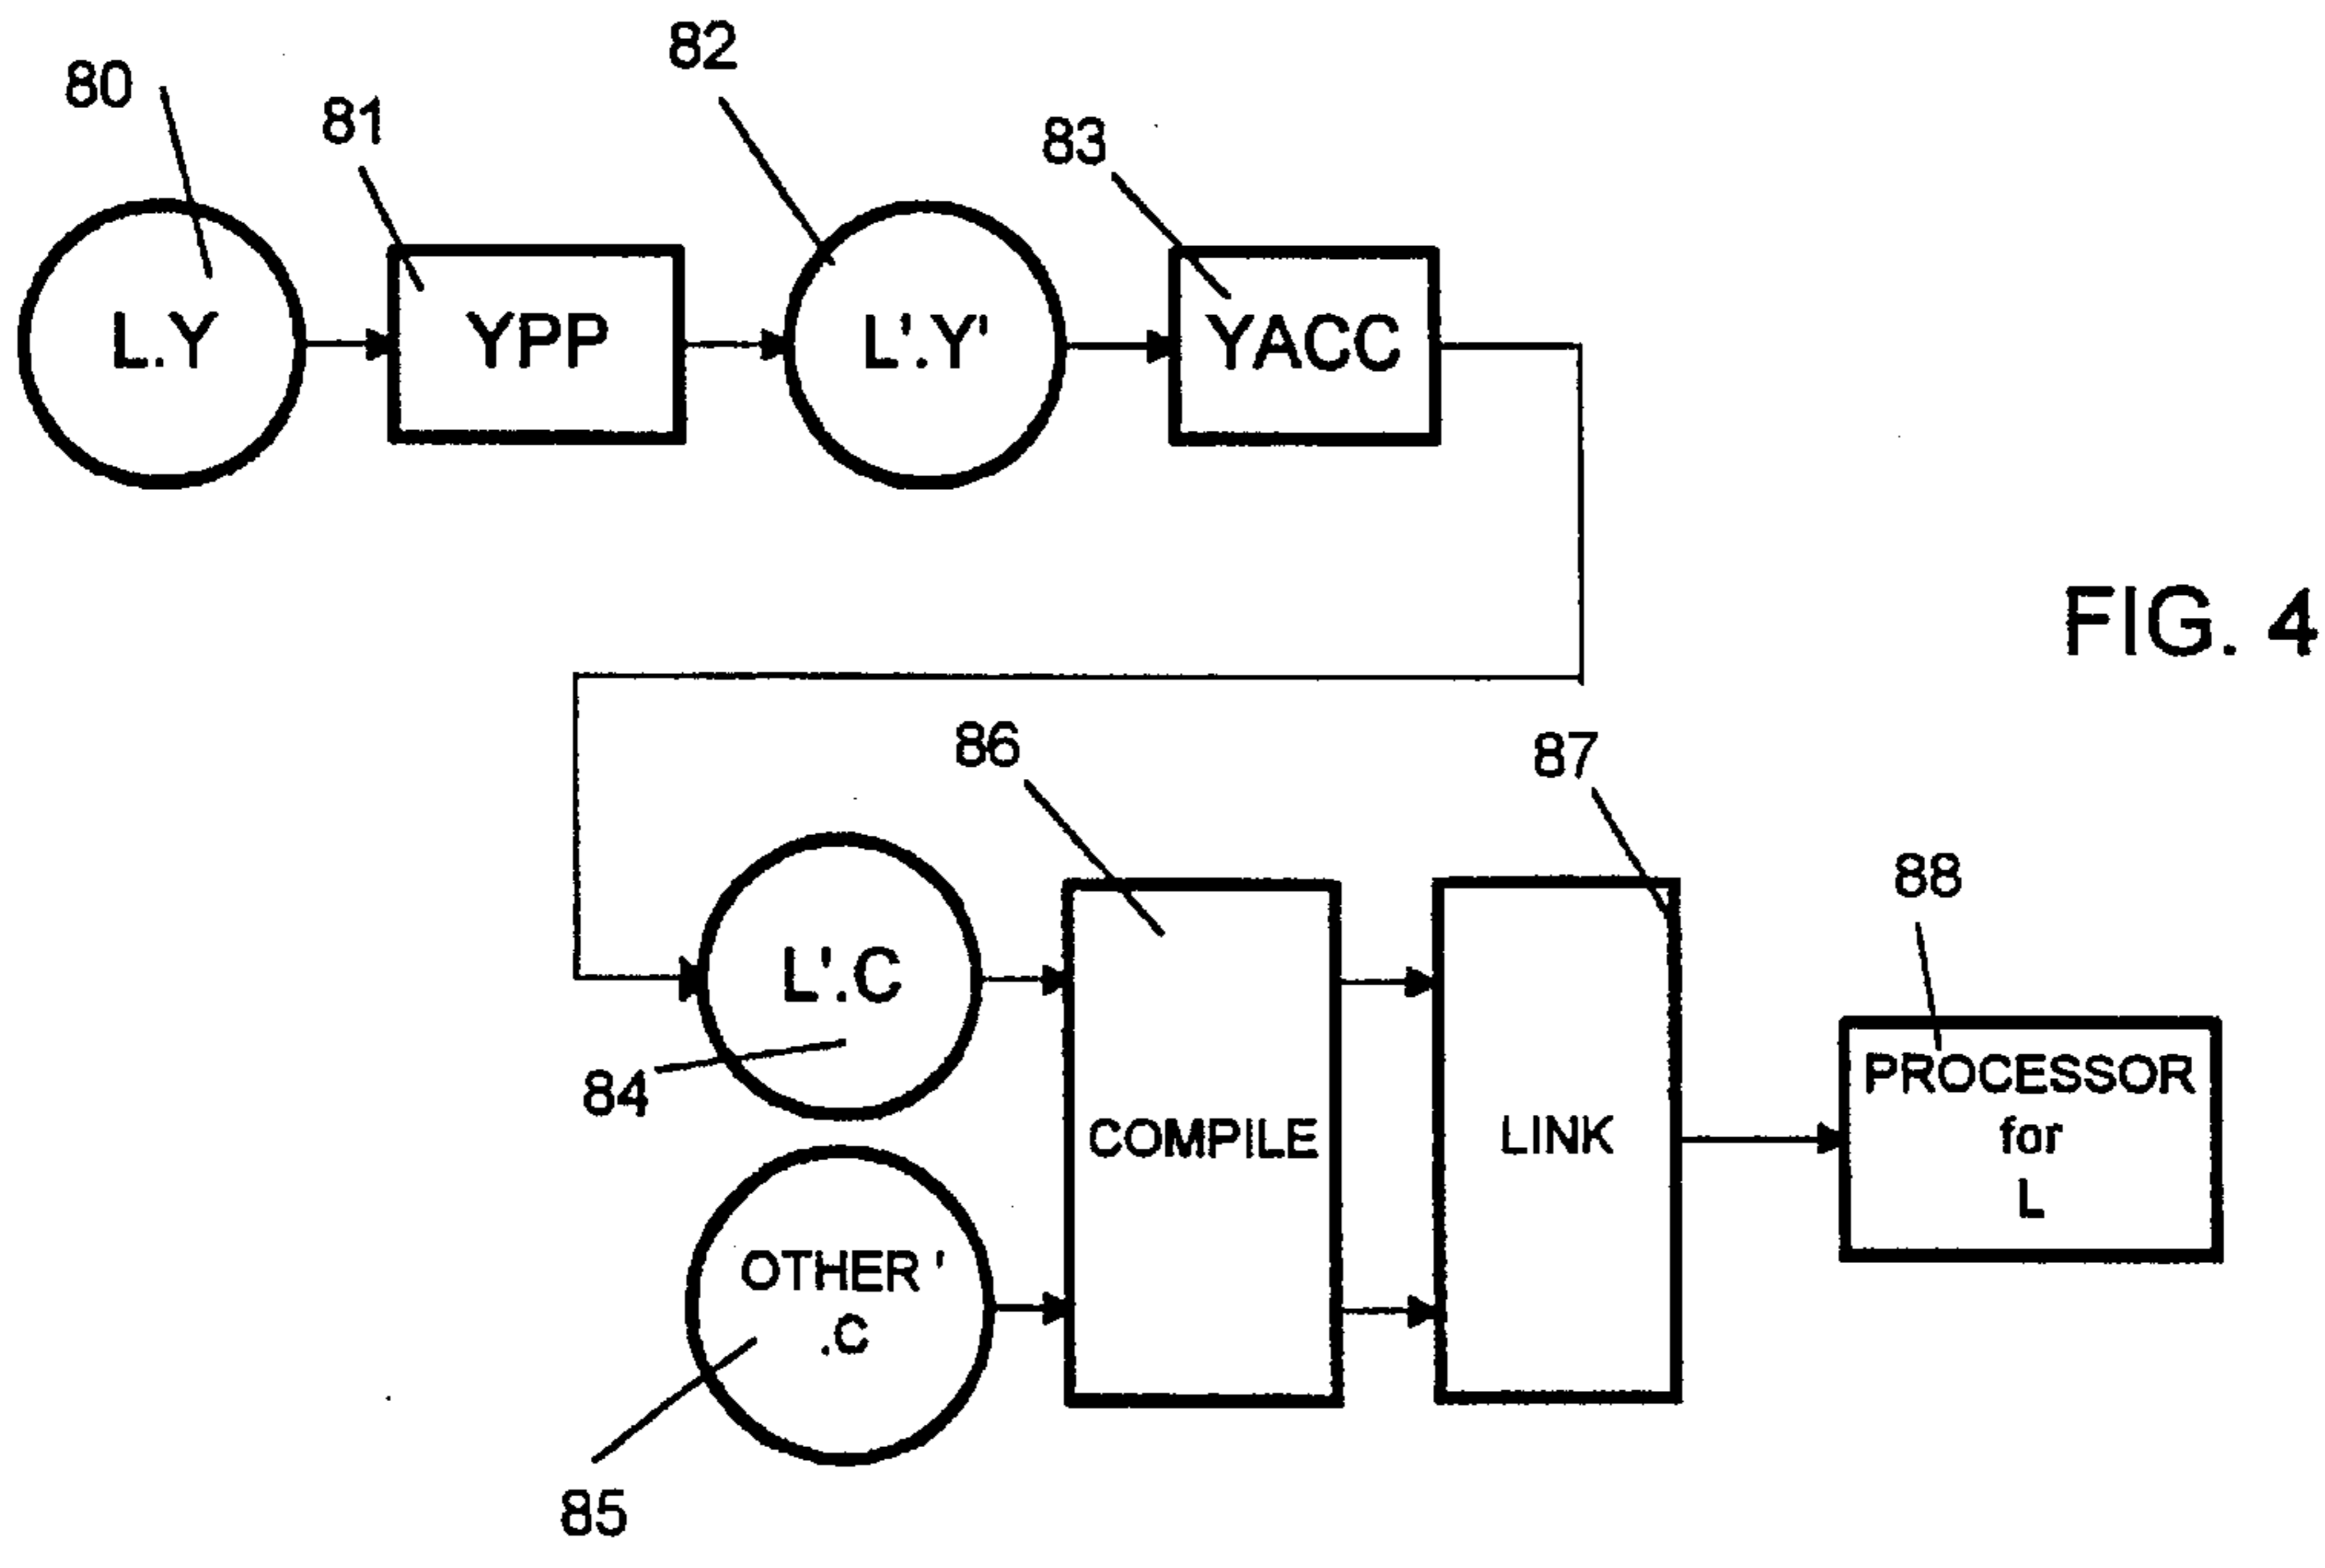 80
81
82
83
L.Y
YPP
L'.Y'
YACC
FIG. 4
86
87
88
L'.C
84
COMPILE
LINK
PROCESSOR
for
L
OTHER '
.C
85